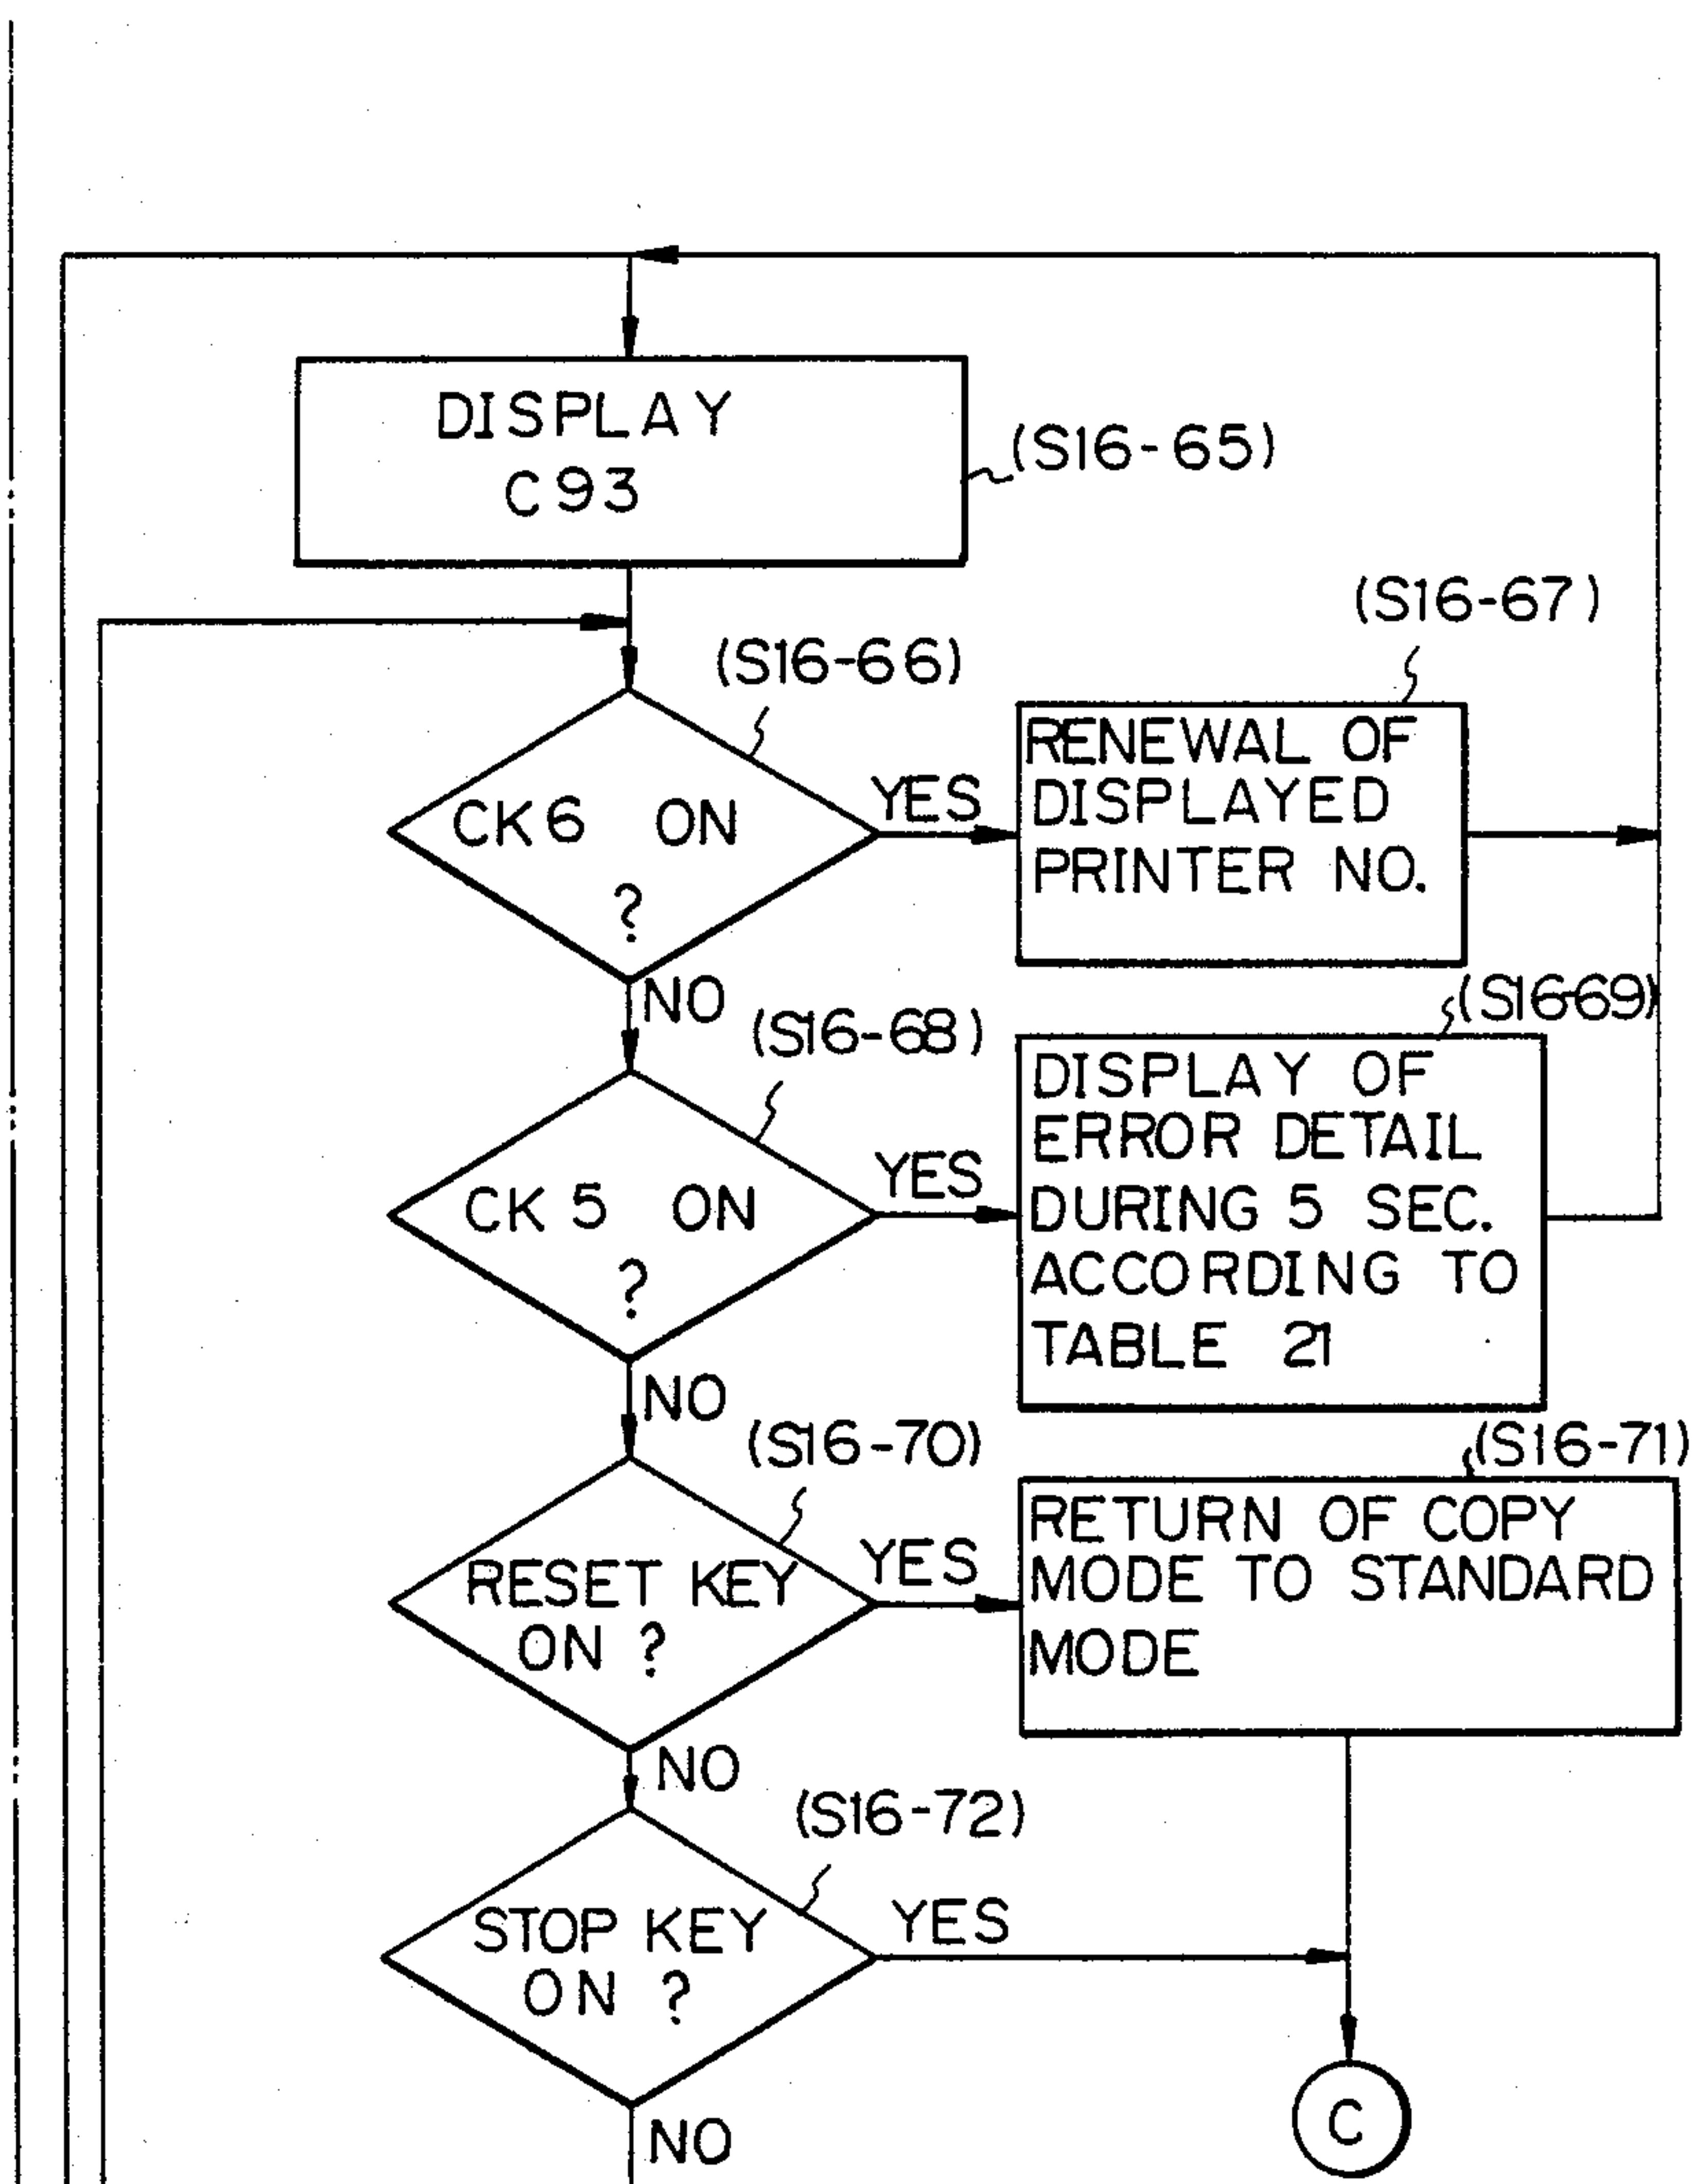 DISPLAY
C93
(S16-65)
(S16-67)
(S16-66)
CK6 ON
?
YES
RENEWAL OF
DISPLAYED
PRINTER NO.
NO
(S16-69)
(S16-68)
CK 5 ON
?
YES
DISPLAY OF
ERROR DETAIL
DURING 5 SEC.
ACCORDING TO
TABLE 21
NO
(S16-70)
(S16-71)
RESET KEY
ON ?
YES
RETURN OF COPY
MODE TO STANDARD
MODE
NO
(S16-72)
STOP KEY
ON ?
YES
NO
C